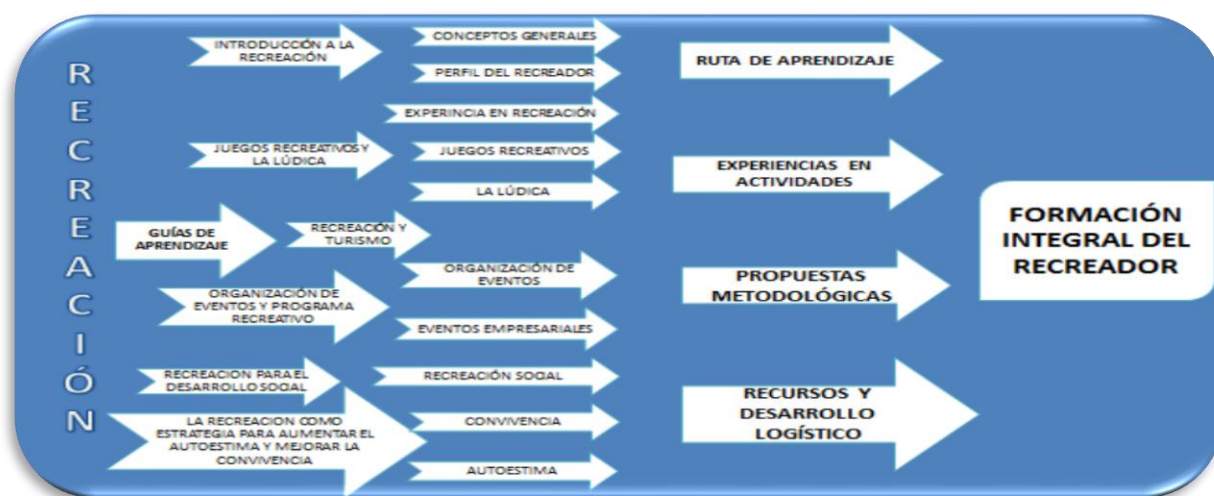 RECREACIÓN
INTRODUCCIÓN A LA
RECREACIÓN
CONCEPTOS GENERALES
PERFIL DEL RECREADOR
EXPERINCIA EN RECREACIÓN
JUEGOS RECREATIVOS Y
LA LÚDICA
JUEGOS RECREATIVOS
LA LÚDICA
GUÍAS DE
APRENDIZAJE
RECREACIÓN Y
TURISMO
ORGANIZACIÓN DE
EVENTOS Y PROGRAMA
RECREATIVO
ORGANIZACIÓN DE
EVENTOS
EVENTOS EMPRESARIALES
RECREACION PARA EL
DESARROLLO SOCIAL
RECREACIÓN SOCIAL
LA RECREACION COMO
ESTRATEGIA PARA AUMENTAR EL
AUTOESTIMA Y MEJORAR LA
CONVIVENCIA
CONVIVENCIA
AUTOESTIMA
RUTA DE APRENDIZAJE
EXPERIENCIAS EN
ACTIVIDADES
PROPUESTAS
METODOLÓGICAS
RECURSOS Y
DESARROLLO
LOGÍSTICO
FORMACIÓN
INTEGRAL DEL
RECREADOR